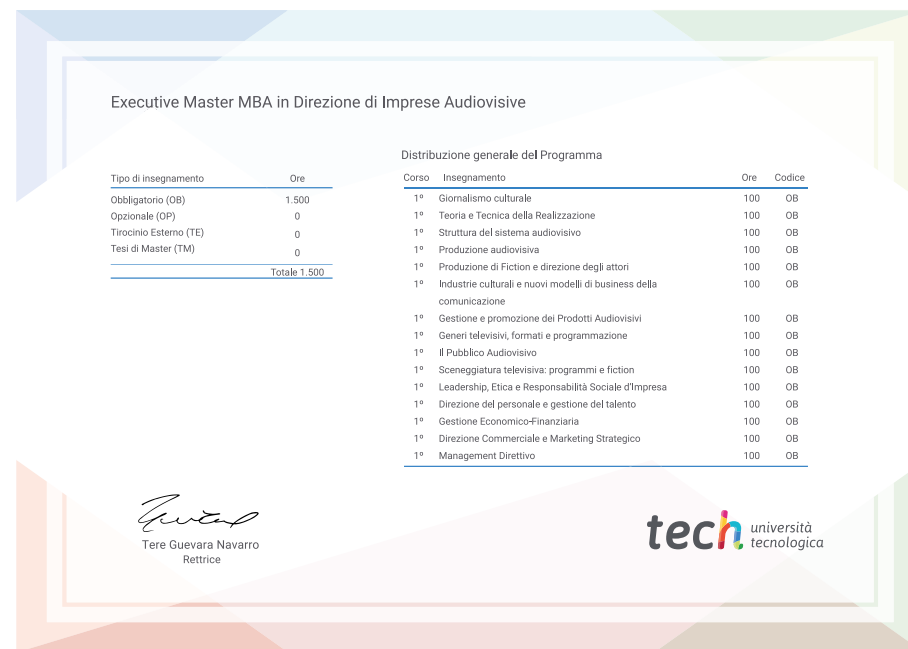 Executive Master MBA in Direzione di Imprese Audiovisive
Tipo di insegnamento Ore
Obbligatorio (OB) 1.500
Opzionale (OP) 0
Tirocinio Esterno (TE) 0
Tesi di Master (TM) 0
Totale 1.500
Distribuzione generale del Programma
Corso Insegnamento Ore Codice
1º Giornalismo culturale 100 OB
1º Teoria e Tecnica della Realizzazione 100 OB
1º Struttura del sistema audiovisivo 100 OB
1º Produzione audiovisiva 100 OB
1º Produzione di Fiction e direzione degli attori 100 OB
1º Industrie culturali e nuovi modelli di business della 100 OB
comunicazione
1º Gestione e promozione dei Prodotti Audiovisivi 100 OB
1º Generi televisivi, formati e programmazione 100 OB
1º Il Pubblico Audiovisivo 100 OB
1º Sceneggiatura televisiva: programmi e fiction 100 OB
1º Leadership, Etica e Responsabilità Sociale d'Impresa 100 OB
1º Direzione del personale e gestione del talento 100 OB
1º Gestione Economico-Finanziaria 100 OB
1º Direzione Commerciale e Marketing Strategico 100 OB
1º Management Direttivo 100 OB
Tere Guevara Navarro
Rettrice
tech università
tecnologica